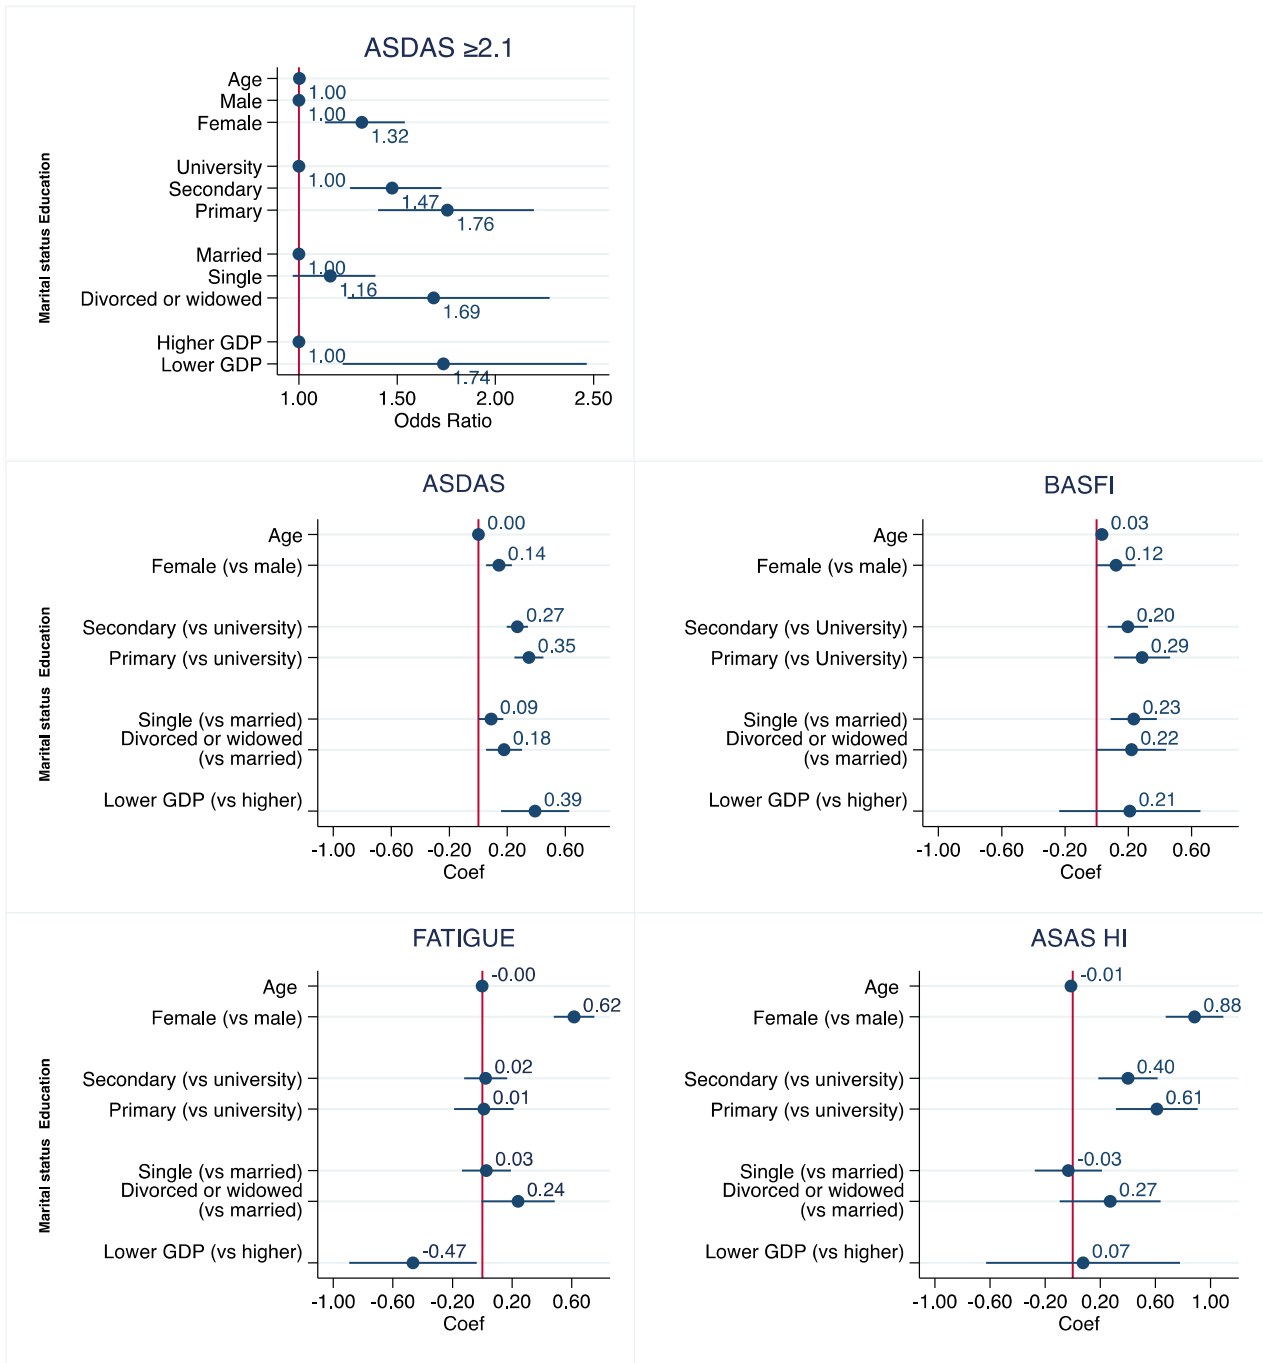 ASDAS ≥2.1
Marital status Education
Age
1.00
Male
1.00
Female
1.32
University
1.00
Secondary
1.47
Primary
1.76
Married
1.00
Single
1.16
Divorced or widowed
1.69
Higher GDP
1.00
Lower GDP
1.74
1.00 1.50 2.00 2.50
Odds Ratio
ASDAS
Marital status Education
Age 0.00
Female (vs male) 0.14
Secondary (vs university) 0.27
Primary (vs university) 0.35
Single (vs married) 0.09
Divorced or widowed 0.18
(vs married)
Lower GDP (vs higher) 0.39
-1.00 -0.60 -0.20 0.20 0.60
Coef
BASFI
Age 0.03
Female (vs male) 0.12
Secondary (vs University) 0.20
Primary (vs University) 0.29
Single (vs married) 0.23
Divorced or widowed 0.22
(vs married)
Lower GDP (vs higher) 0.21
-1.00 -0.60 -0.20 0.20 0.60
Coef
FATIGUE
Marital status Education
Age -0.00
Female (vs male) 0.62
Secondary (vs university) 0.02
Primary (vs university) 0.01
Single (vs married) 0.03
Divorced or widowed 0.24
(vs married)
Lower GDP (vs higher) -0.47
-1.00 -0.60 -0.20 0.20 0.60
Coef
ASAS HI
Age -0.01
Female (vs male) 0.88
Secondary (vs university) 0.40
Primary (vs university) 0.61
Single (vs married) -0.03
Divorced or widowed 0.27
(vs married)
Lower GDP (vs higher) 0.07
-1.00 -0.60 -0.20 0.20 0.60 1.00
Coef